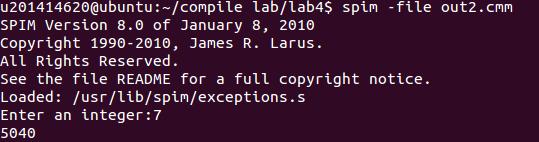 u201414620@ubuntu:~/compile lab/lab4$ spim -file out2.cmm
SPIM Version 8.0 of January 8, 2010
Copyright 1990-2010, James R. Larus.
All Rights Reserved.
See the file README for a full copyright notice.
Loaded: /usr/lib/spim/exceptions.s
Enter an integer:7
5040